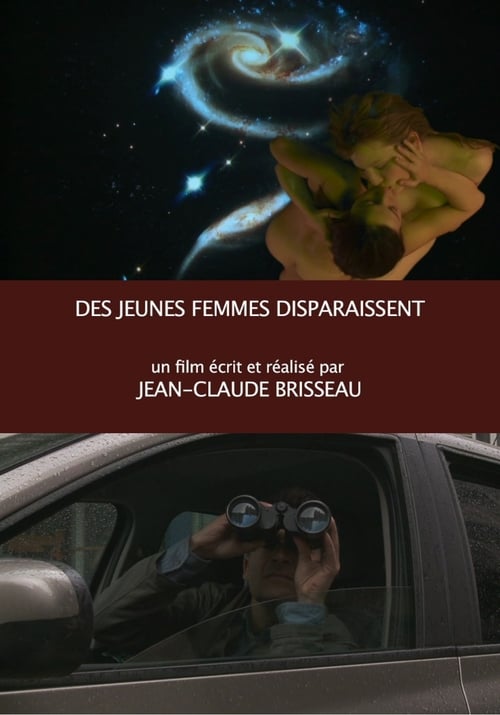 DES JEUNES FEMMES DISPARAISSENT
un film écrit et réalisé par
JEAN-CLAUDE BRISSEAU